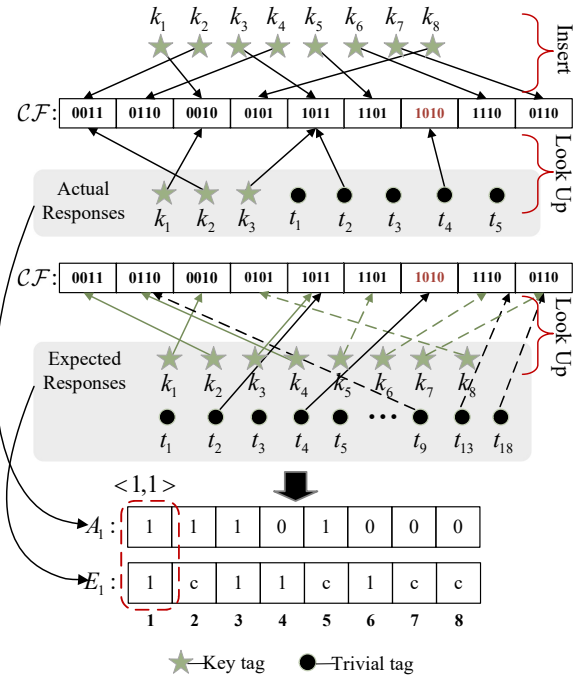 k1 k2 k3 k4 k5 k6 k7 k8
Insert
CF: 0011 0110 0010 0101 1011 1101 1010 1110 0110
Look Up
Actual Responses
k1 k2 k3 t1 t2 t3 t4 t5
CF: 0011 0110 0010 0101 1011 1101 1010 1110 0110
Look Up
Expected Responses
k1 k2 k3 k4 k5 k6 k7 k8
t1 t2 t3 t4 t5 ••• t9 t13 t18
<1,1>
A1: 1 1 1 0 1 0 0 0
E1: 1 c 1 1 c 1 c c
1 2 3 4 5 6 7 8
Key tag Trivial tag